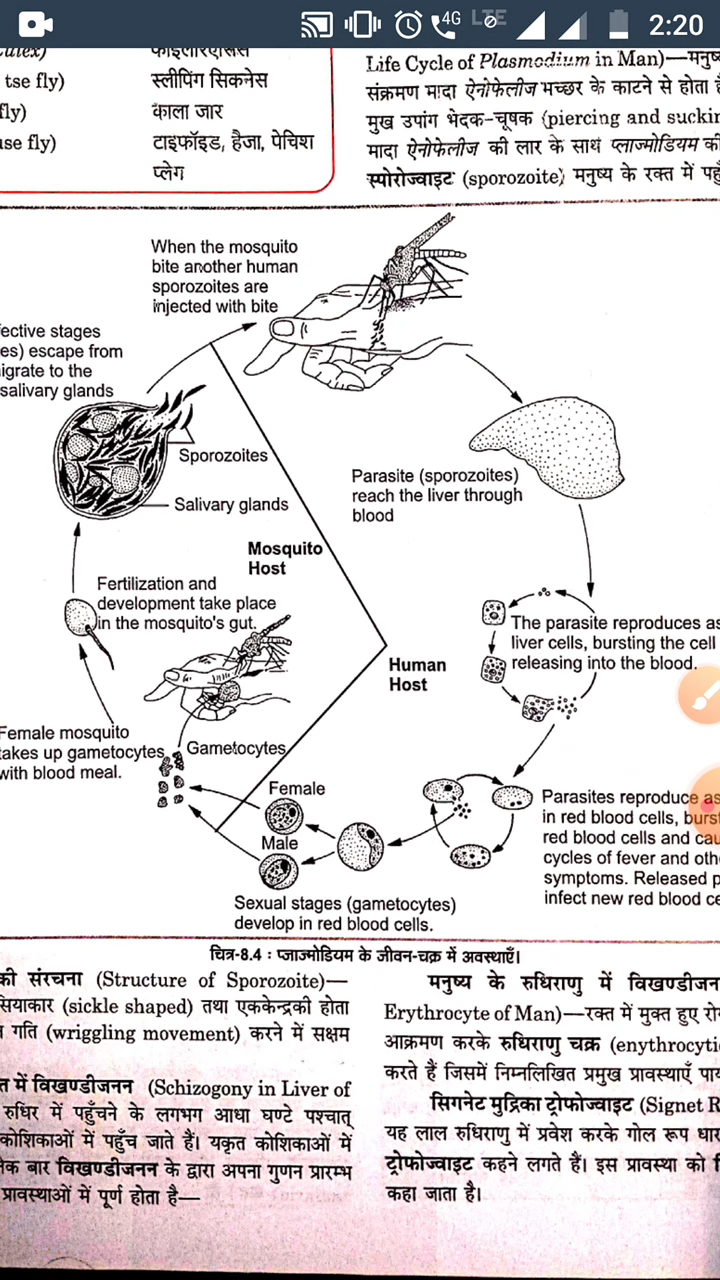 4G
LTE
2:20
tse fly)
fly)
use fly)
स्लीपिंग सिकनेस
काला जार
टाइफॉइड, हैजा, पेचिश
प्लेग
Life Cycle of Plasmodium in Man)—मनुष्
संक्रमण मादा ऐनोफेलीज मच्छर के काटने से होता है
मुख उपांग भेदक-चूषक (piercing and suckin
मादा ऐनोफेलीज की लार के साथ प्लाज्मोडियम की
स्पोरोज्वाइट (sporozoite) मनुष्य के रक्त में पहुँ
When the mosquito
bite another human
sporozoites are
injected with bite
fective stages
es) escape from
igrate to the
salivary glands
Sporozoites
Salivary glands
Parasite (sporozoites)
reach the liver through
blood
Mosquito
Host
Fertilization and
development take place
in the mosquito's gut.
The parasite reproduces as
liver cells, bursting the cell
releasing into the blood.
Human
Host
Female mosquito
takes up gametocytes
with blood meal.
Gametocytes
Female
Male
Parasites reproduce as
in red blood cells, burst
red blood cells and cau
cycles of fever and oth
symptoms. Released p
infect new red blood ce
Sexual stages (gametocytes)
develop in red blood cells.
चित्र-8.4 : प्लाज्मोडियम के जीवन-चक्र में अवस्थाएँ।
की संरचना (Structure of Sporozoite)—
सियाकार (sickle shaped) तथा एककेन्द्रकी होता
गति (wriggling movement) करने में सक्षम
त में विखण्डीजनन (Schizogony in Liver of
रुधिर में पहुँचने के लगभग आधा घण्टे पश्चात्
कोशिकाओं में पहुँच जाते हैं। यकृत कोशिकाओं में
क बार विखण्डीजनन के द्वारा अपना गुणन प्रारम्भ
प्रावस्थाओं में पूर्ण होता है—
मनुष्य के रुधिराणु में विखण्डीजन
Erythrocyte of Man)—रक्त में मुक्त हुए रो
आक्रमण करके रुधिराणु चक्र (enythrocyti
करते हैं जिसमें निम्नलिखित प्रमुख प्रावस्थाएँ पाय
सिगनेट मुद्रिका ट्रोफोज्वाइट (Signet R
यह लाल रुधिराणु में प्रवेश करके गोल रूप धार
ट्रोफोज्वाइट कहने लगते हैं। इस प्रावस्था को
कहा जाता है।